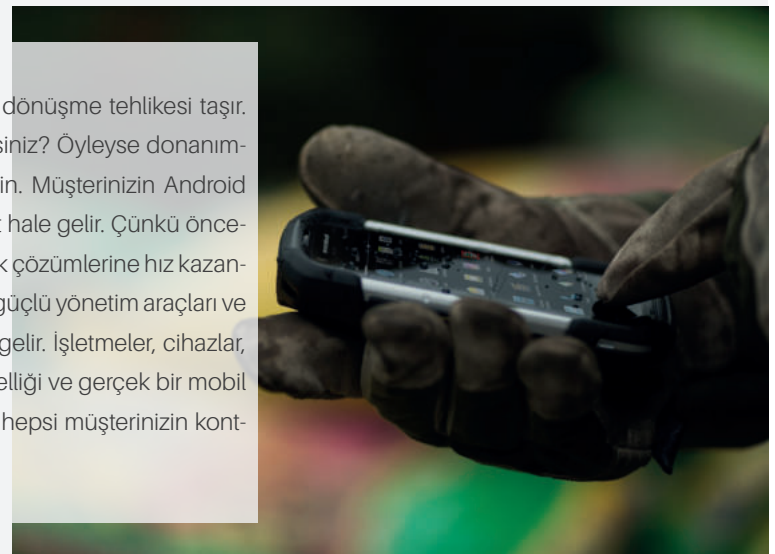 dönüşme tehlikesi taşır.
siniz? Öyleyse donanım-
in. Müşterinizin Android
t hale gelir. Çünkü önce-
k çözümlerine hız kazan-
güçlü yönetim araçları ve
gelir. İşletmeler, cihazlar,
elliği ve gerçek bir mobil
hepsi müşterinizin kont-